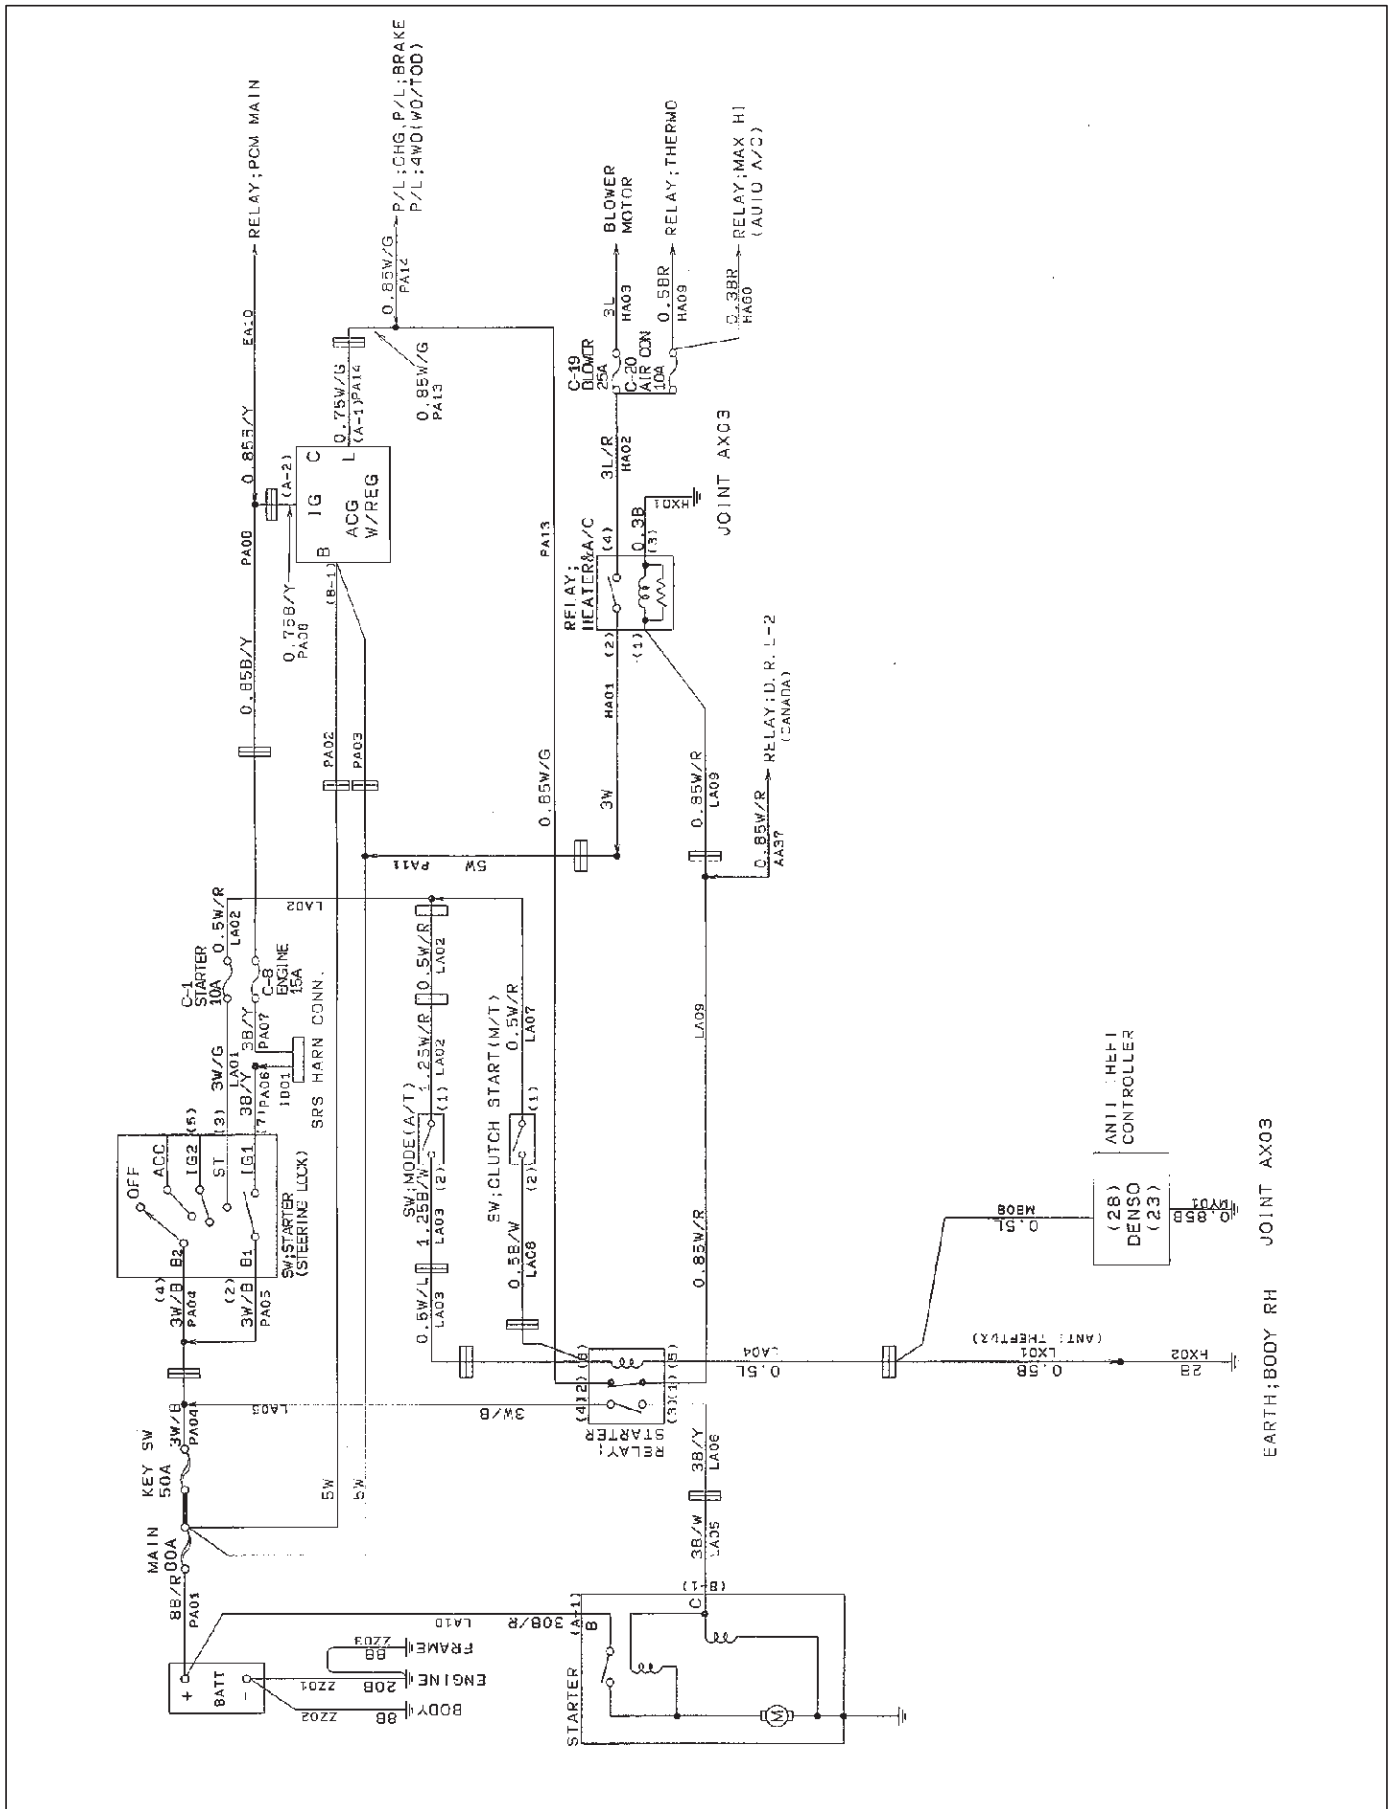 RELAY;PCM MAIN
P/L;CHG,P/L;BRAKE
P/L;4WD(WO/TOD)
EA10
0.85B/Y
PA08
0.85B/Y
0.85W/G
PA14
0.75W/G
(A-1)PA14
0.85W/G
PA13
(A-2)
IG
C
L
B
ACG
W/REG
(B-1)
0.75B/Y
PA08
PA02
PA03
BLOWER
MOTOR
RELAY;THERMO
RELAY;MAX HI
(AUTO A/C)
3L
HA03
0.5BR
HA09
0.3BR
HA60
C-19
BLOWER
25A
C-20
AIR CON
10A
3L/R
HA02
JOINT AX03
PA13
RELAY;
HEATER&A/C
(4)
0.3B
(3)
HX01
(2)
(1)
HA01
3W
0.85W/G
0.85W/R
LA09
0.85W/R
AA37
RELAY;D.R.L-2
(CANADA)
PA11
5W
C-1
STARTER
10A
0.5W/R
LA02
LA02
C-8
ENGINE
15A
3W/G
LA01
3B/Y
PA07
3B/Y
PA06
ID01
SRS HARN CONN.
OFF
ACC
IG2
ST
IG1
(5)
(3)
(7)
B2
B1
(4)
3W/B
PA04
(2)
3W/B
PA05
SW;STARTER
(STEERING LOCK)
0.5W/R
LA02
1.25W/R
LA02
(1)
SW;MODE(A/T)
(2)
1.25B/W
LA03
0.5W/L
LA03
0.5W/R
LA07
(1)
SW;CLUTCH START(M/T)
(2)
0.5B/W
LA08
LA09
0.85W/R
ANTI THEFT
CONTROLLER
(28)
DENSO
(23)
0.5L
MB08
0.85B
MY01
JOINT AX03
(6)
(2)
(4)
(5)
(1)
(3)
RELAY;
STARTER
0.5L
LA04
0.5B
LX01
2B
HX02
EARTH;BODY RH
3W/B
LA05
3W/B
PA04
KEY SW
50A
MAIN
80A
8B/R
PA01
5W
5W
3B/Y
LA06
3B/W
LA05
(B-1)
C
(A-1)
B
30B/R
LA10
STARTER
M
+
BATT
-
ZZ03
8B
FRAME
ZZ01
20B
ENGINE
ZZ02
8B
BODY